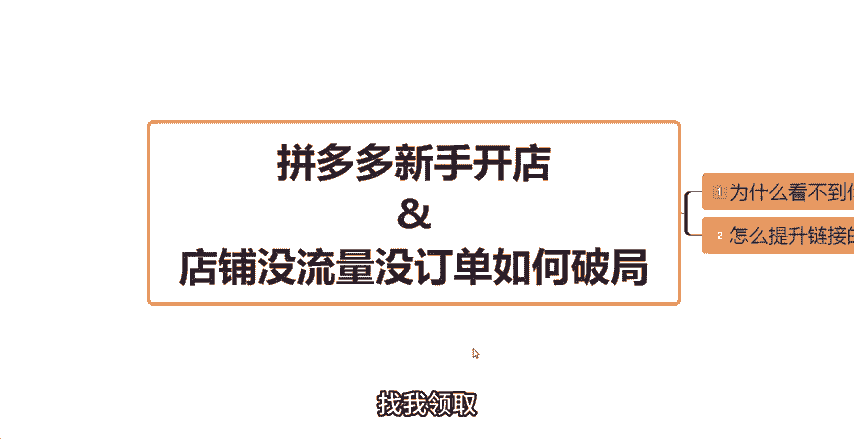 拼多多新手开店
&
店铺没流量没订单如何破局
1 为什么看不到
2 怎么提升链接的
找我领取